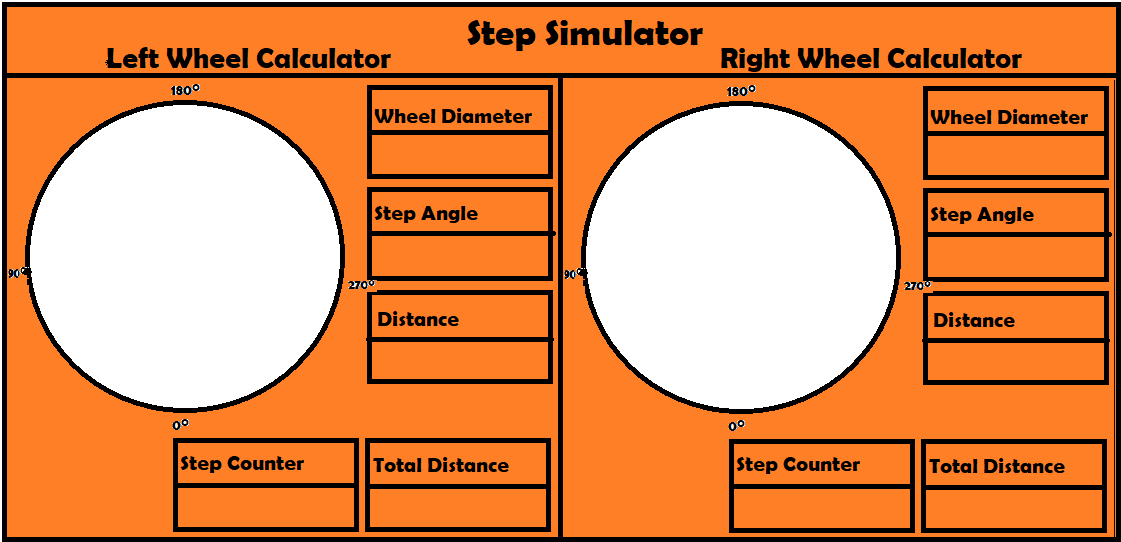 Step Simulator
Left Wheel Calculator
Right Wheel Calculator
180°
Wheel Diameter
Step Angle
90°
270°
Distance
0°
Step Counter
Total Distance
180°
Wheel Diameter
Step Angle
90°
270°
Distance
0°
Step Counter
Total Distance